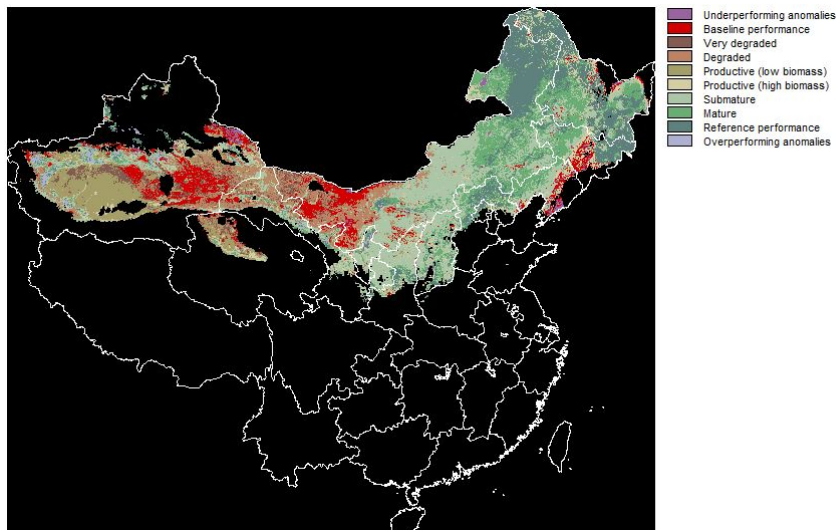 Underperforming anomalies
Baseline performance
Very degraded
Degraded
Productive (low biomass)
Productive (high biomass)
Submature
Mature
Reference performance
Overperforming anomalies